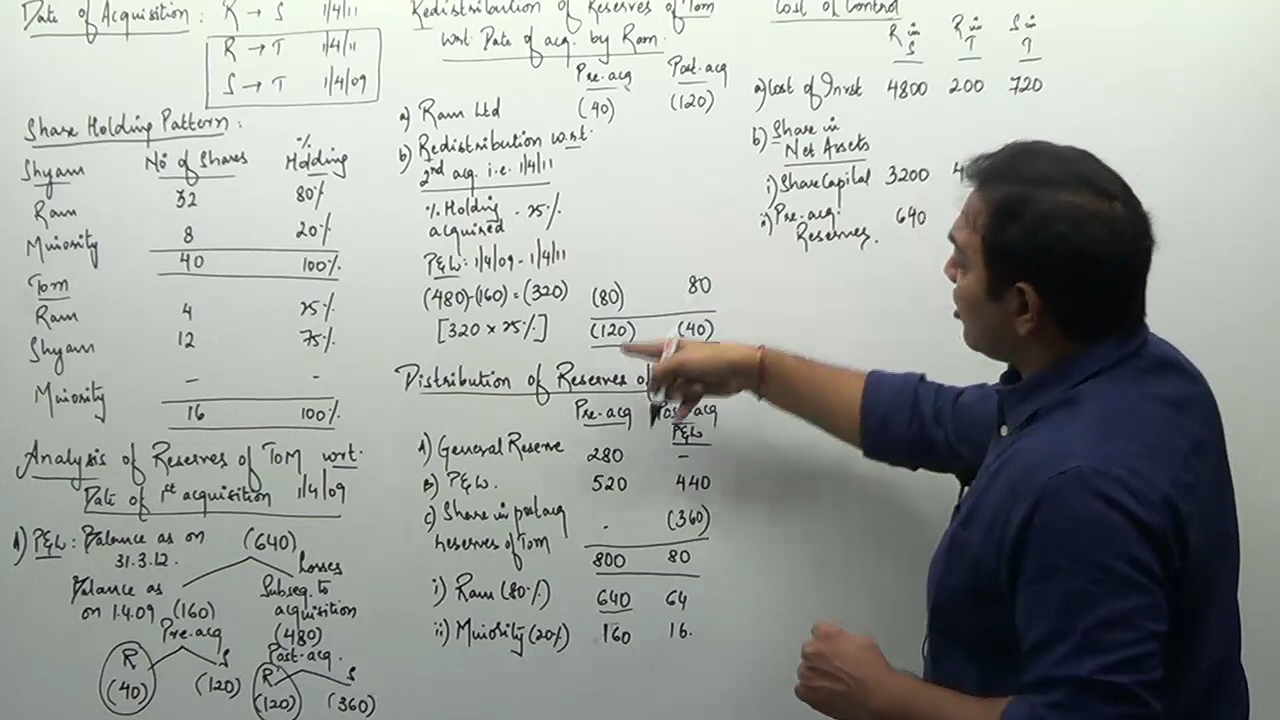 Date of Acquisition: R → S 1/4/11
R → T 1/4/11
S → T 1/4/09
Share Holding Pattern:
Shyam No of Shares % Holding
Ram 32 80%
Minority 8 20%
40 100%
Tom
Ram 4 25%
Shyam 12 75%
Minority - -
16 100%
Analysis of Reserves of TOM wrt.
Date of 1st acquisition 1/4/09
A) P&L: Balance as on 31.3.12. (640)
Balance as on 1.4.09 (160)
Losses Subseq. to acquisition (480)
Pre-acq Post-acq.
R S R S
(40) (120) (120) (360)
Redistribution of Reserves of Tom
wrt. Date of acq. by Ram.
Pre-acq Post-acq
a) Ram Ltd (40) (120)
b) Redistribution w.r.t.
2nd acq. i.e. 1/4/11
% Holding acquired - 25%
P&L: 1/4/09 - 1/4/11
(480)-(160) = (320) (80) 80
[320 x 25%] (120) (40)
Distribution of Reserves of
Pre-acq Post-acq
P&L
A) General Reserve 280 -
B) P&L. 520 440
C) Share in post acq - (360)
reserves of Tom
800 80
i) Ram (80%) 640 64
ii) Minority (20%) 160 16.
Cost of Control
R in S R in T S in T
a) Cost of Invst 4800 200 720
b) Share in
Net Assets
i) Share Capital 3200 4
ii) Pre-acq. 640
Reserves.